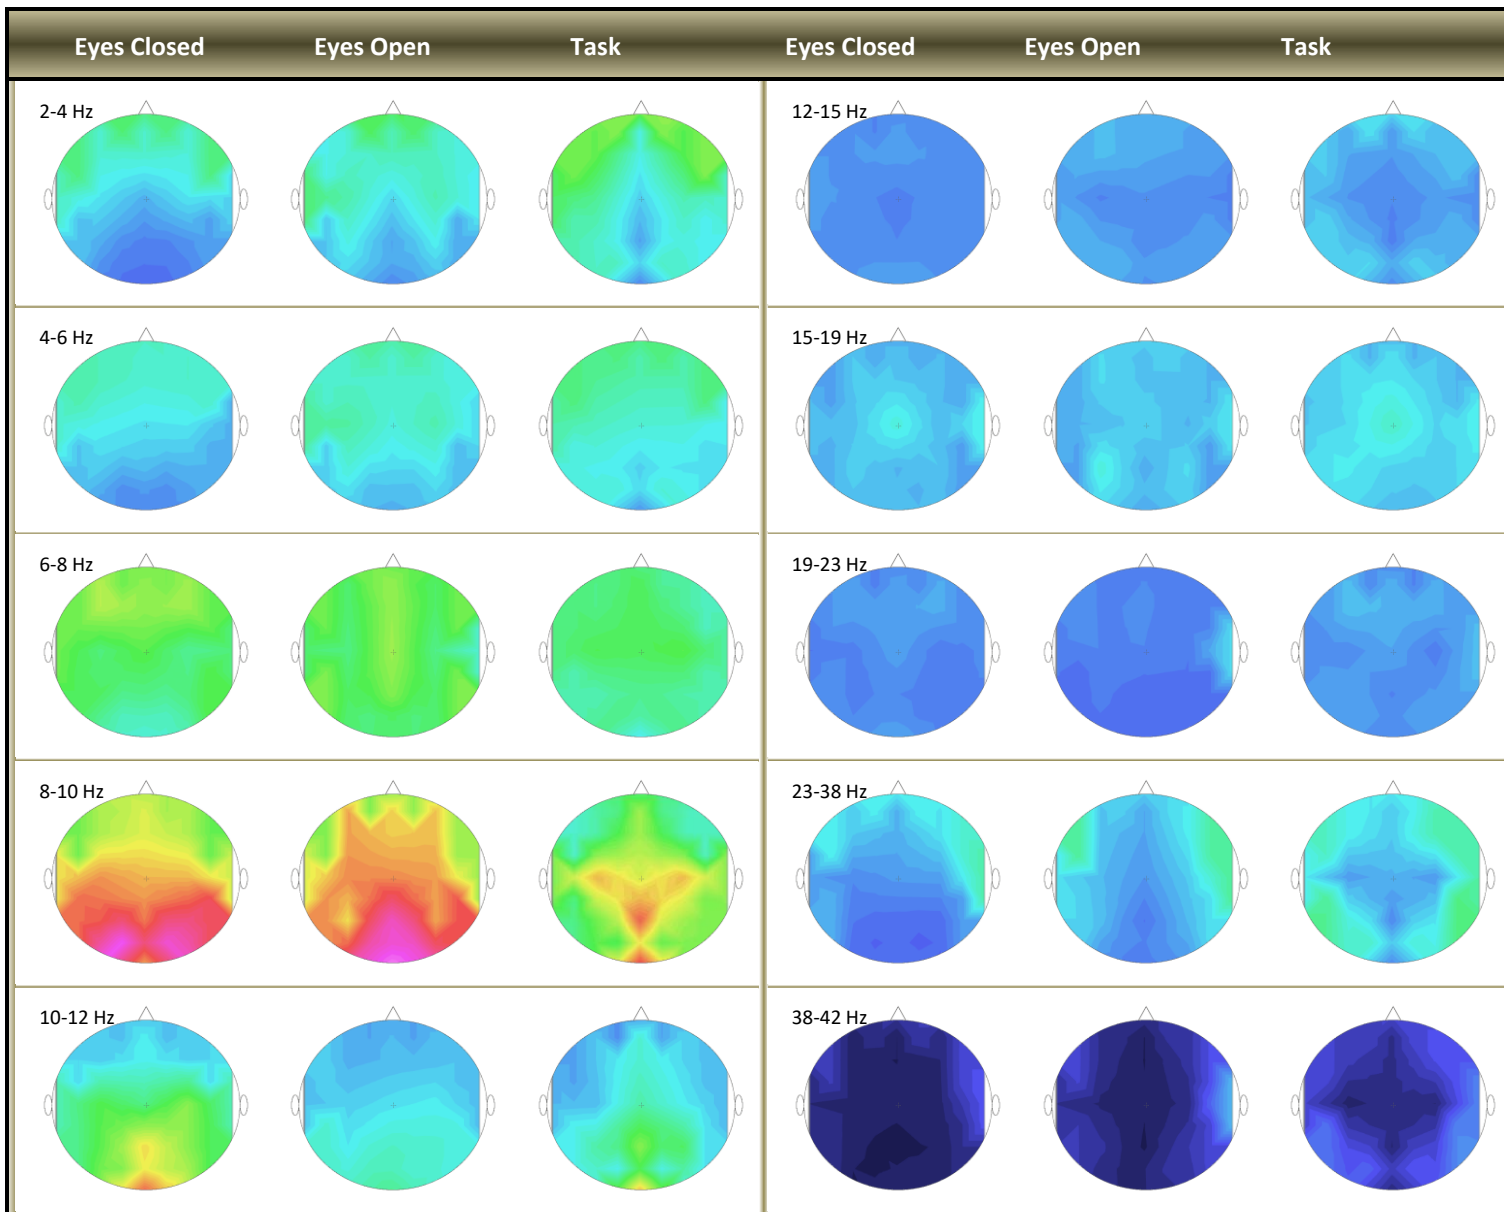 Eyes Closed Eyes Open Task Eyes Closed Eyes Open Task
2-4 Hz 12-15 Hz
4-6 Hz 15-19 Hz
6-8 Hz 19-23 Hz
8-10 Hz 23-38 Hz
10-12 Hz 38-42 Hz